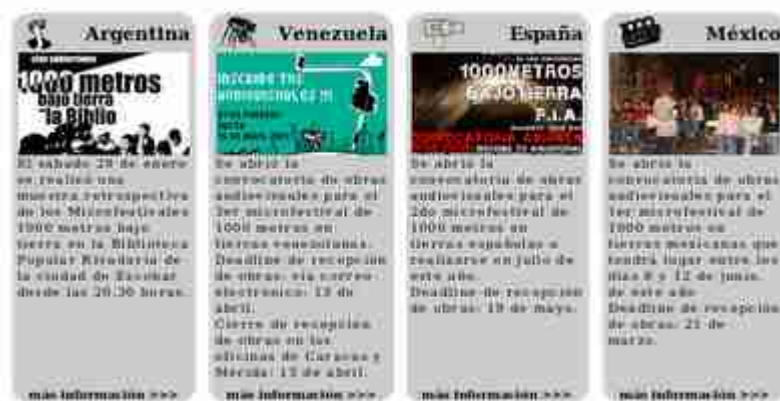 Argentina
1000 metros
bajo tierra
la Biblio
El sábado 29 de enero
se realizó una
muestra retrospectiva
de los Microfestivales
1000 metros bajo
tierra en la Biblioteca
Popular Rivadavia de
la ciudad de Escobar
desde las 20.30 horas.
más información >>>
Venezuela
INSCRIBE TUS
AUDIOVISUALES !!!
Se abrió la
convocatoria de obras
audiovisuales para el
1er microfestival de
1000 metros en
tierras venezolanas.
Deadline de recepción
de obras, vía correo
electrónico: 13 de
abril.
Cierre de recepción
de obras en las
oficinas de Caracas y
Mérida: 15 de abril.
más información >>>
España
1000METROS
BAJOTIERRA
F.I.A.
CONVOCATORIA ABIERTA
Se abrió la
convocatoria de obras
audiovisuales para el
2do microfestival de
1000 metros en
tierras españolas a
realizarse en julio de
este año.
Deadline de recepción
de obras: 19 de mayo.
más información >>>
México
Se abrió la
convocatoria de obras
audiovisuales para el
1er microfestival de
1000 metros en
tierras mexicanas que
tendrá lugar entre los
días 8 y 12 de junio,
de este año
Deadline de recepción
de obras: 21 de
marzo.
más información >>>